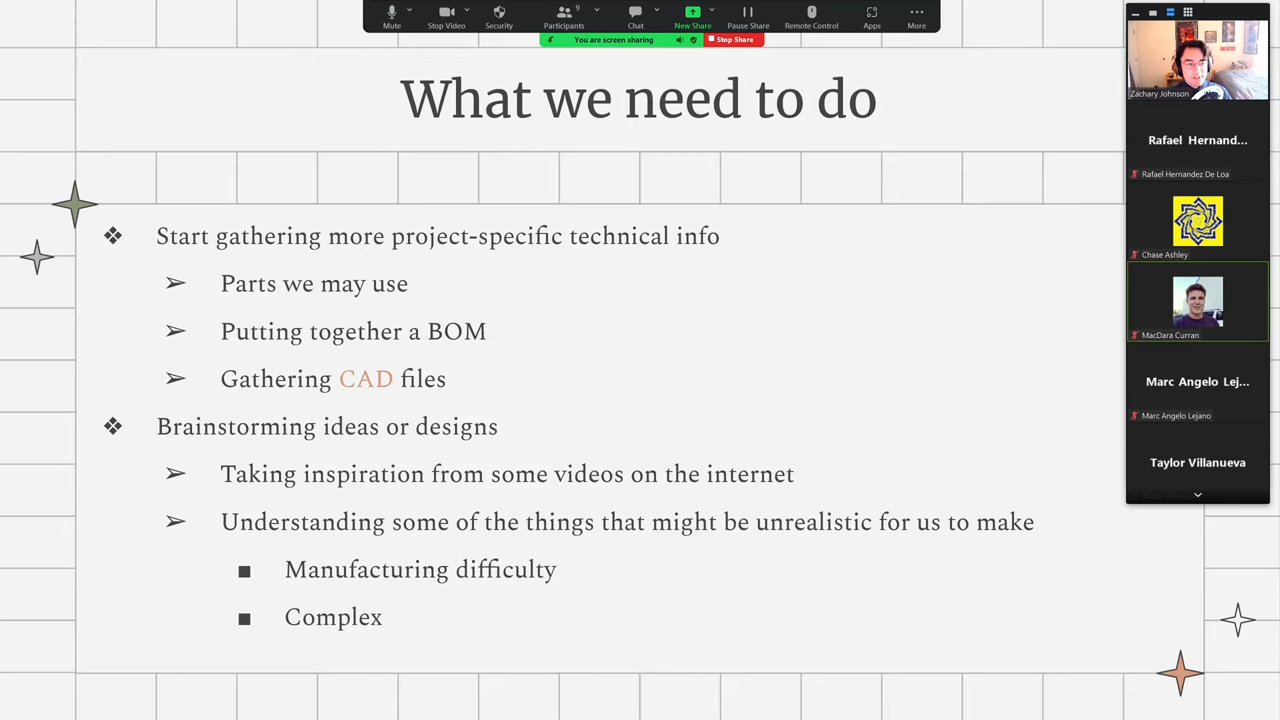 9
Mute
Stop Video
Security
Participants
Chat
New Share
Pause Share
Remote Control
Apps
More
You are screen sharing
Stop Share
What we need to do
Start gathering more project-specific technical info
Parts we may use
Putting together a BOM
Gathering CAD files
Brainstorming ideas or designs
Taking inspiration from some videos on the internet
Understanding some of the things that might be unrealistic for us to make
Manufacturing difficulty
Complex
Zachary Johnson
Rafael Hernand...
Rafael Hernandez De Loa
Chase Ashley
MacDara Curran
Marc Angelo Lej...
Marc Angelo Lejano
Taylor Villanueva